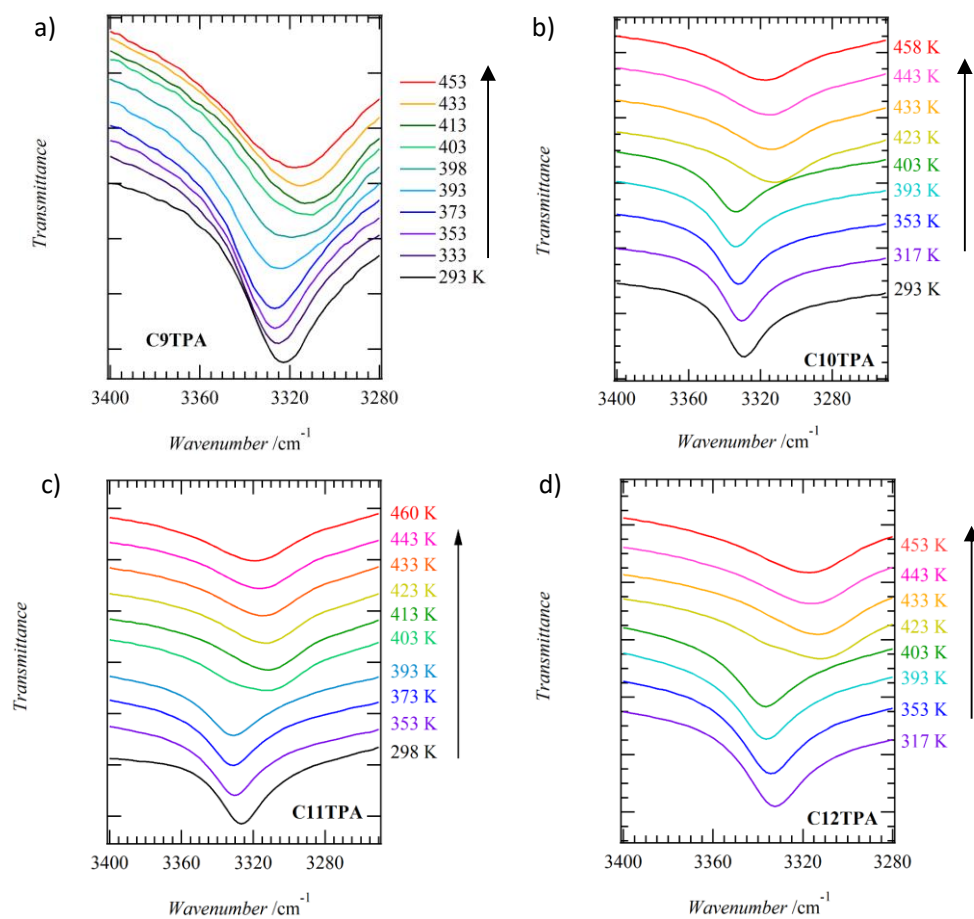 a)
Transmittance
453
433
413
403
398
393
373
353
333
293 K
C9TPA
3400 3360 3320 3280
Wavenumber /cm-1
b)
Transmittance
458 K
443 K
433 K
423 K
403 K
393 K
353 K
317 K
293 K
C10TPA
3400 3360 3320 3280
Wavenumber /cm-1
c)
Transmittance
460 K
443 K
433 K
423 K
413 K
403 K
393 K
373 K
353 K
298 K
C11TPA
3400 3360 3320 3280
Wavenumber /cm-1
d)
Transmittance
453 K
443 K
433 K
423 K
403 K
393 K
353 K
317 K
C12TPA
3400 3360 3320 3280
Wavenumber /cm-1